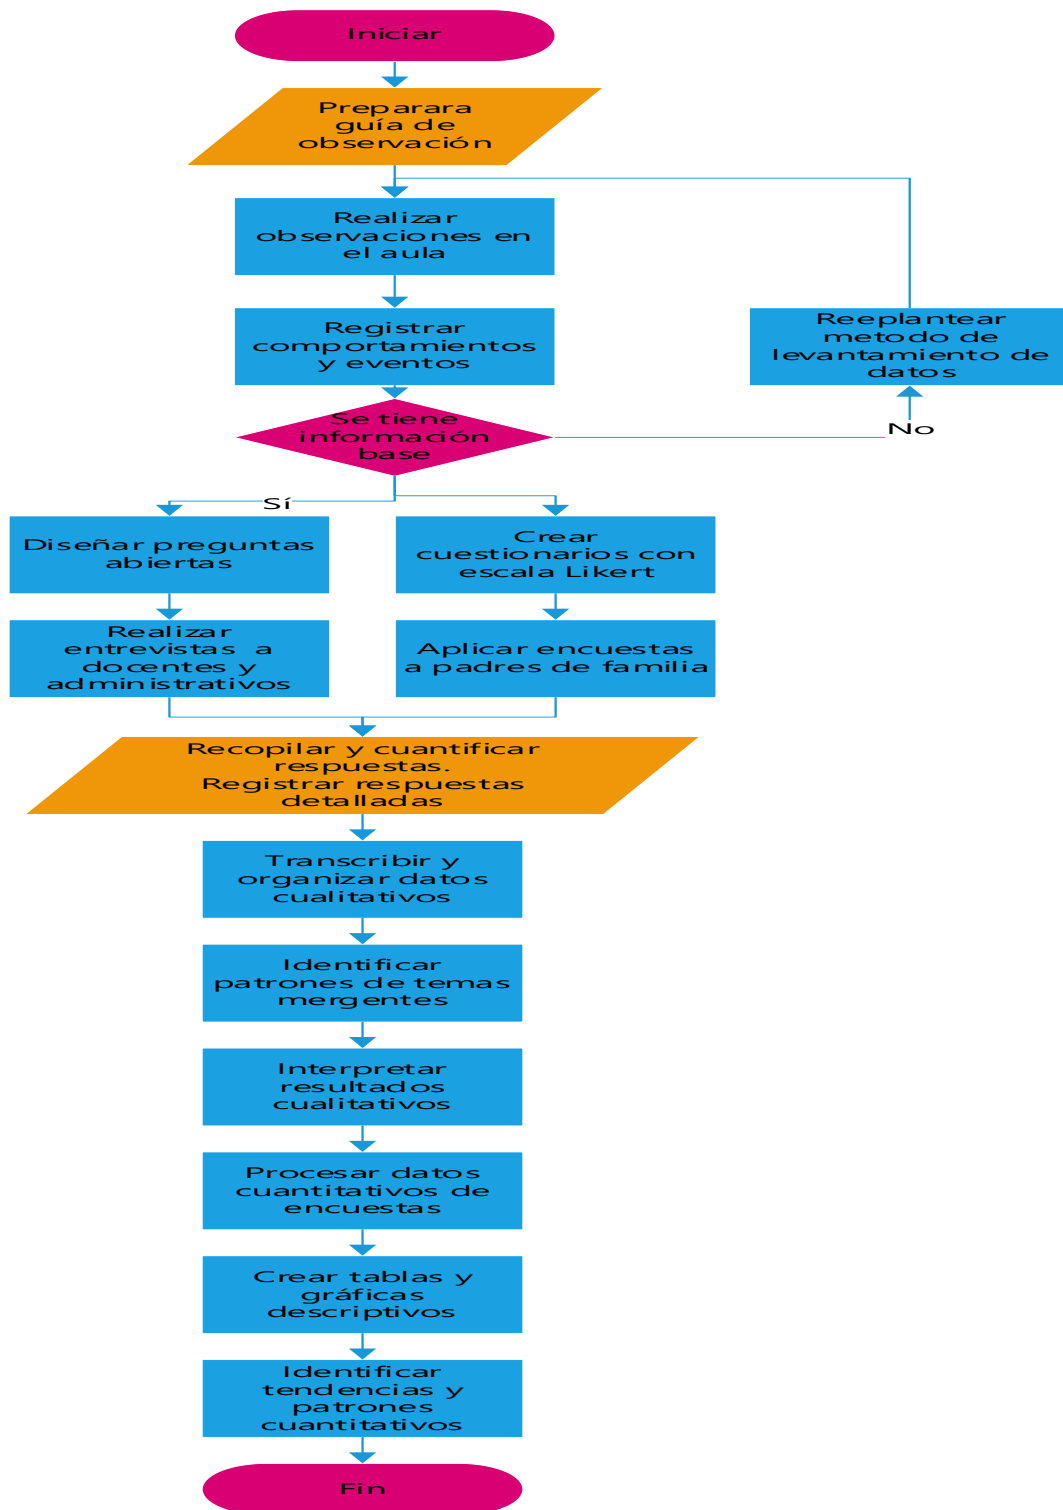 Iniciar
Preparara
guía de
observación
Realizar
observaciones en
el aula
Registrar
comportamientos
y eventos
Reeplantear
metodo de
levantamiento de
datos
Se tiene
información
base
No
Sí
Diseñar preguntas
abiertas
Crear
cuestionarios con
escala Likert
Realizar
entrevistas a
docentes y
administrativos
Aplicar encuestas
a padres de familia
Recopilar y cuantificar
respuestas.
Registrar respuestas
detalladas
Transcribir y
organizar datos
cualitativos
Identificar
patrones de temas
mergentes
Interpretar
resultados
cualitativos
Procesar datos
cuantitativos de
encuestas
Crear tablas y
gráficas
descriptivos
Identificar
tendencias y
patrones
cuantitativos
Fin